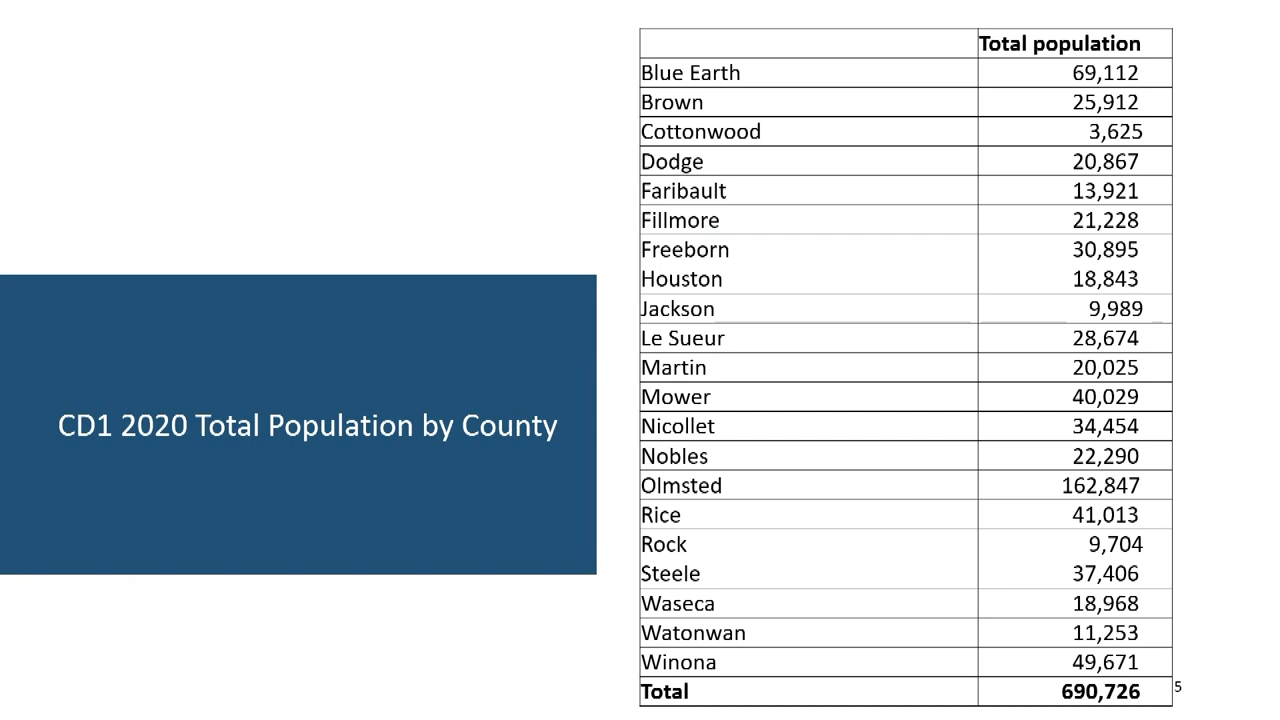 CD1 2020 Total Population by County
Total population
Blue Earth 69,112
Brown 25,912
Cottonwood 3,625
Dodge 20,867
Faribault 13,921
Fillmore 21,228
Freeborn 30,895
Houston 18,843
Jackson 9,989
Le Sueur 28,674
Martin 20,025
Mower 40,029
Nicollet 34,454
Nobles 22,290
Olmsted 162,847
Rice 41,013
Rock 9,704
Steele 37,406
Waseca 18,968
Watonwan 11,253
Winona 49,671
Total 690,726
5